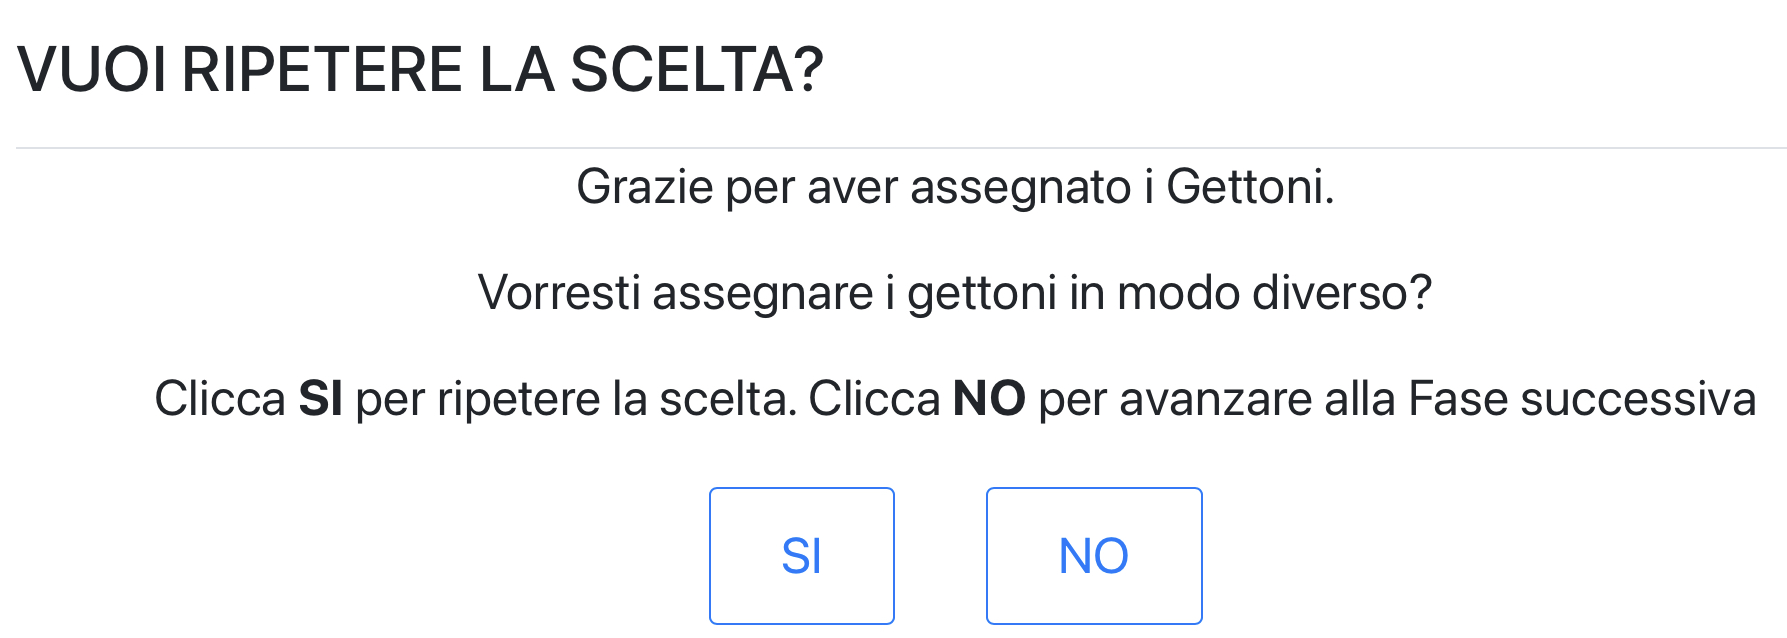 VUOI RIPETERE LA SCELTA?
Grazie per aver assegnato i Gettoni.
Vorresti assegnare i gettoni in modo diverso?
Clicca SI per ripetere la scelta. Clicca NO per avanzare alla Fase successiva
SI
NO